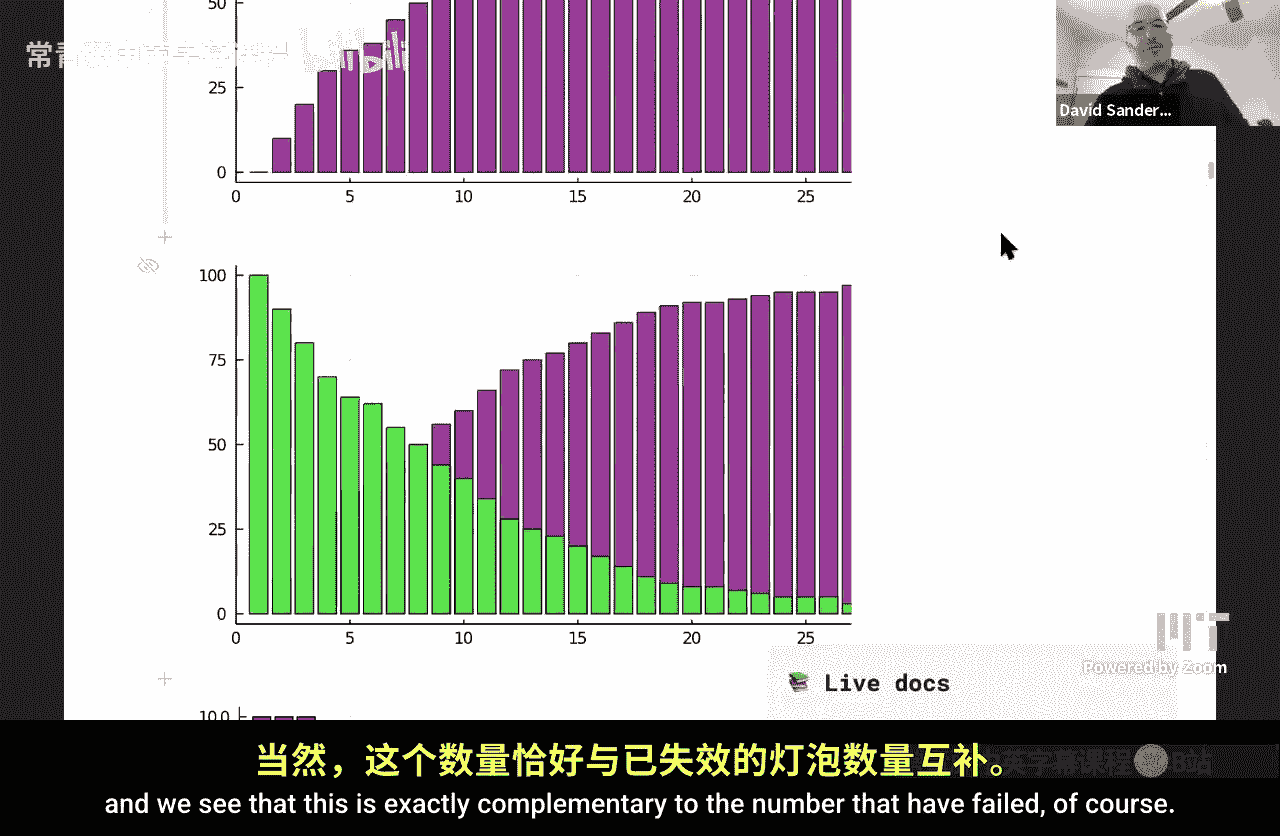 50
25
0
0 5 10 15 20 25
David Sander...
100
75
50
25
0
0 5 10 15 20 25
MIT
Powered by Zoom
Live docs
10.0
当然，这个数量恰好与已失效的灯泡数量互补。
and we see that this is exactly complementary to the number that have failed, of course.